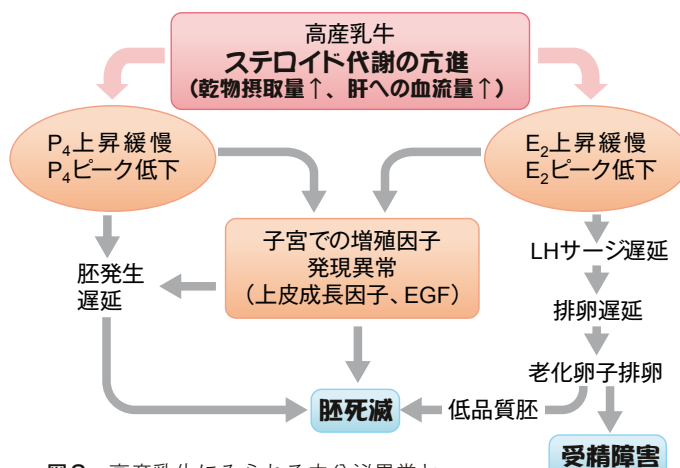 高産乳牛
ステロイド代謝の亢進
(乾物摂取量↑、肝への血流量↑)
P₄上昇緩慢
P₄ピーク低下
E₂上昇緩慢
E₂ピーク低下
子宮での増殖因子
発現異常
(上皮成長因子、EGF)
胚発生
遅延
LHサージ遅延
排卵遅延
老化卵子排卵
胚死滅
低品質胚
受精障害